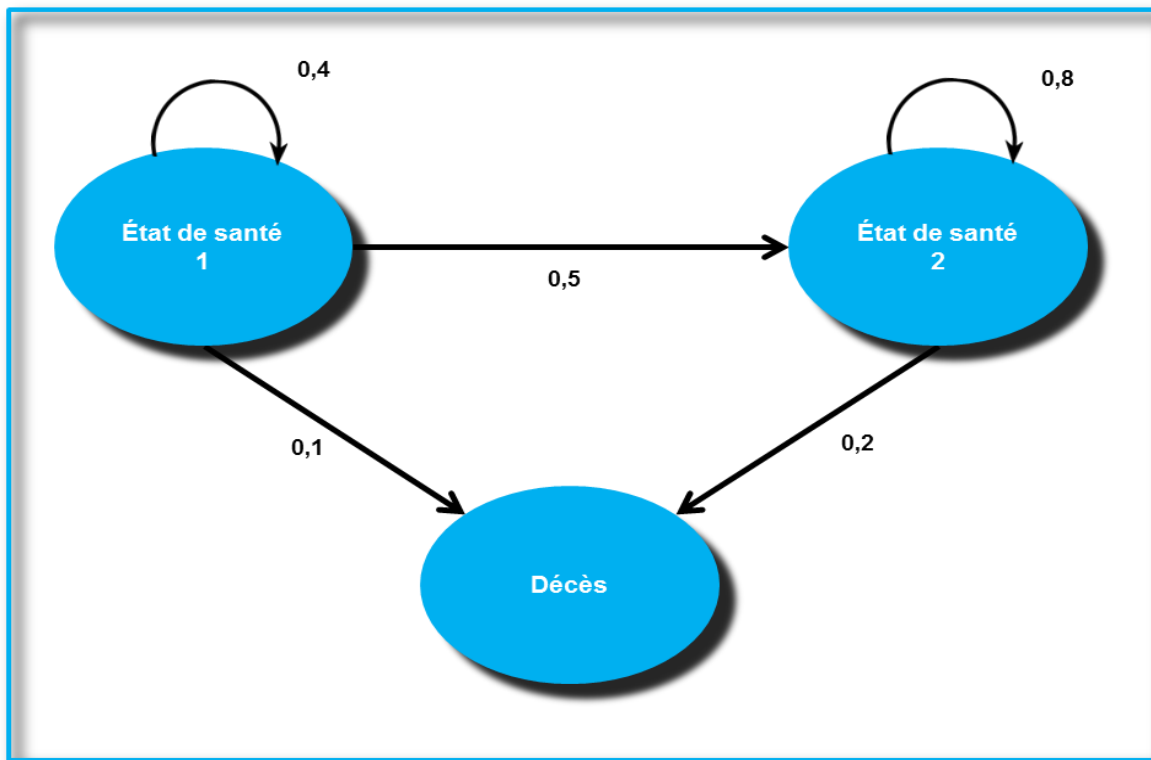 0,4
0,8
État de santé
1
État de santé
2
0,5
0,1
0,2
Décès